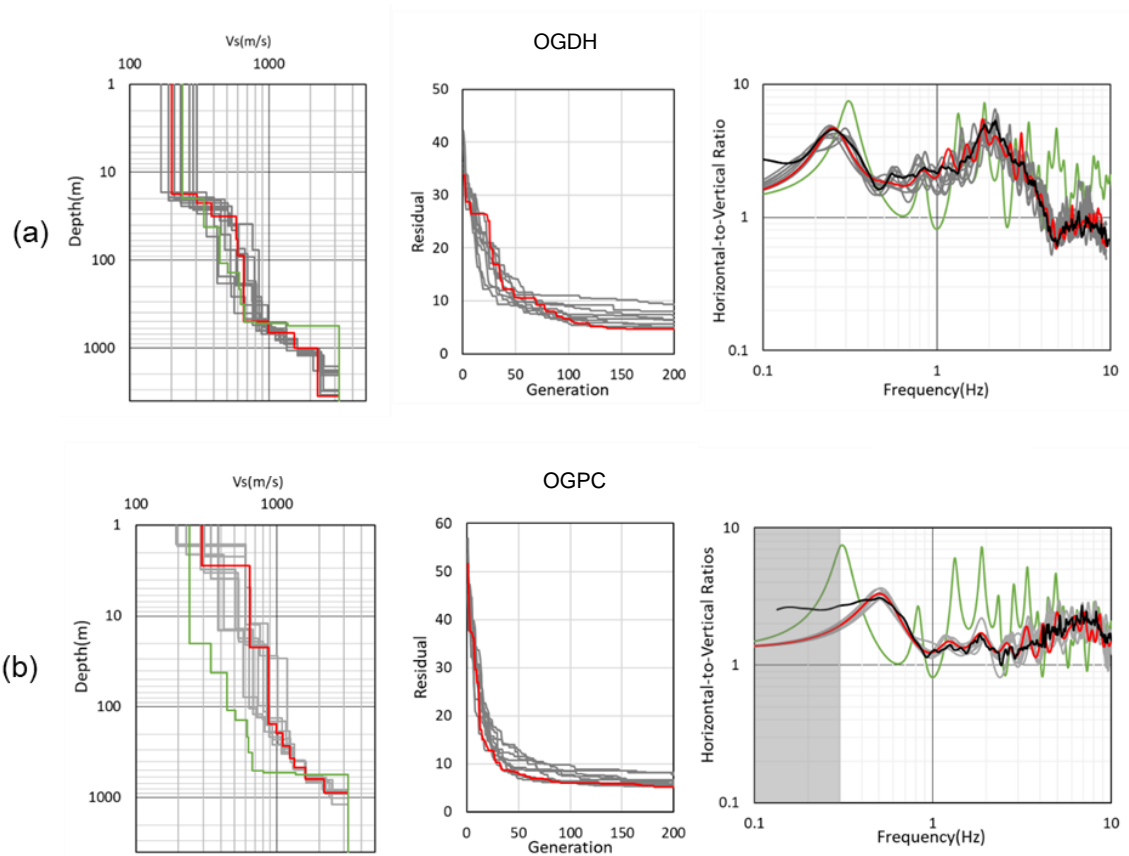 OGDH
(a)
Vs(m/s)
100 1000
1
10
100
1000
Depth(m)
50
40
30
20
10
0
Residual
0 50 100 150 200
Generation
10
1
0.1
Horizontal-to-Vertical Ratio
0.1 1 10
Frequency(Hz)
OGPC
(b)
Vs(m/s)
100 1000
1
10
100
1000
Depth(m)
60
50
40
30
20
10
0
Residual
0 50 100 150 200
Generation
10
1
0.1
Horizontal-to-Vertical Ratios
0.1 1 10
Frequency(Hz)